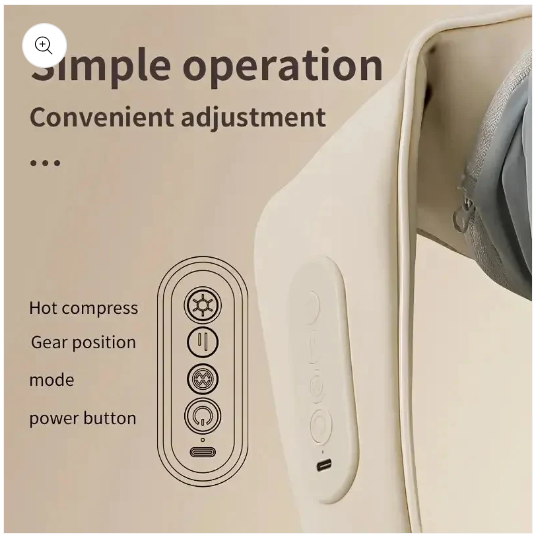 Simple operation
Convenient adjustment
...
Hot compress
Gear position
mode
power button